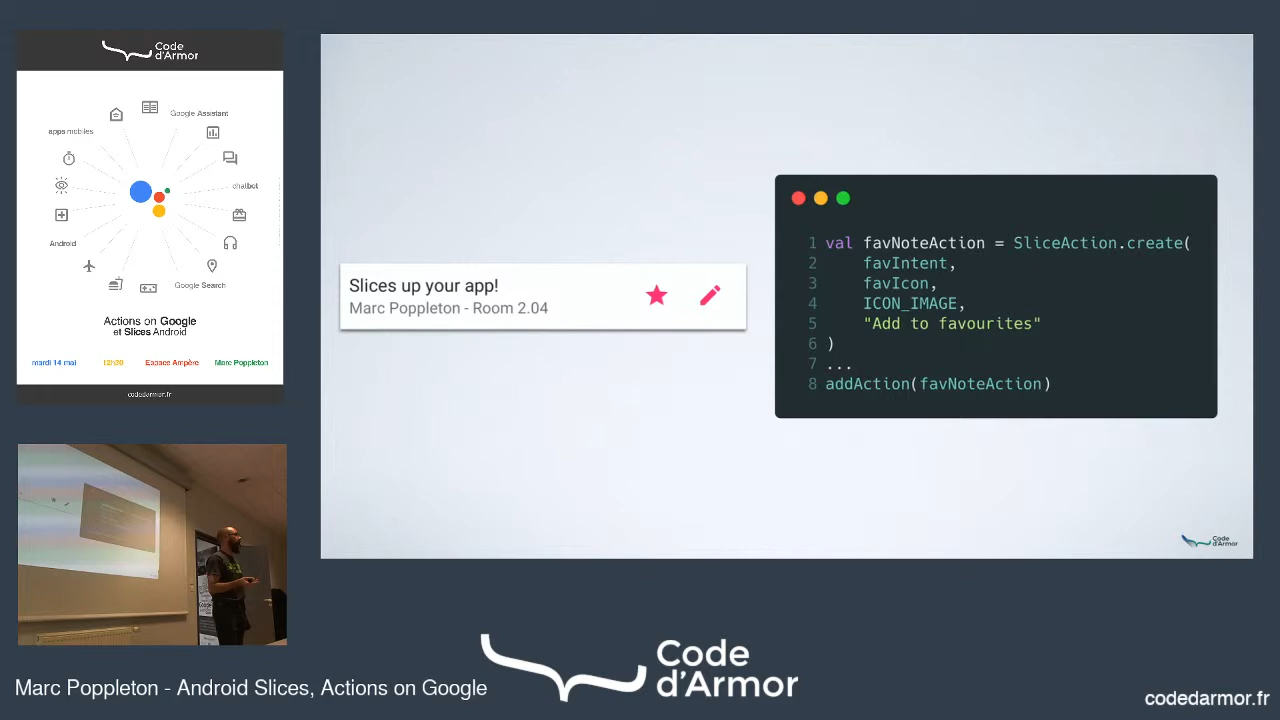 Code
d'Armor
Google Assistant
apps mobiles
chatbot
Android
Google Search
Actions on Google
et Slices Android
mardi 14 mai
12h30
Espace Ampère
Marc Poppleton
codedarmor.fr
Slices up your app!
Marc Poppleton - Room 2.04
1 val favNoteAction = SliceAction.create(
2 favIntent,
3 favIcon,
4 ICON_IMAGE,
5 "Add to favourites"
6 )
7 ...
8 addAction(favNoteAction)
Code
d'Armor
Marc Poppleton - Android Slices, Actions on Google
Code
d'Armor
codedarmor.fr